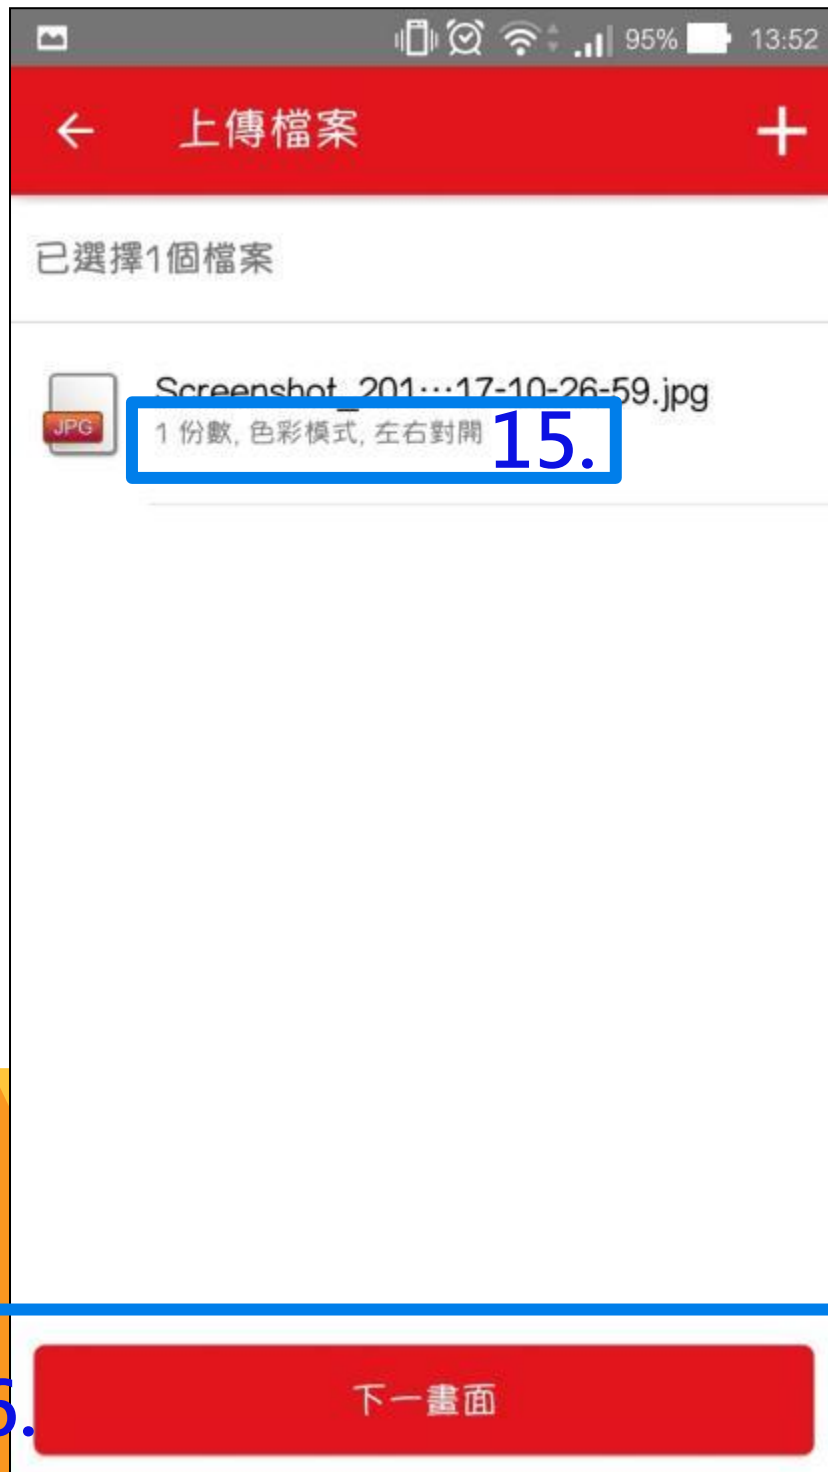 95% 13:52
上傳檔案
已選擇1個檔案
Screenshot_201…17-10-26-59.jpg
JPG
1 份數, 色彩模式, 左右對開 15.
下一畫面